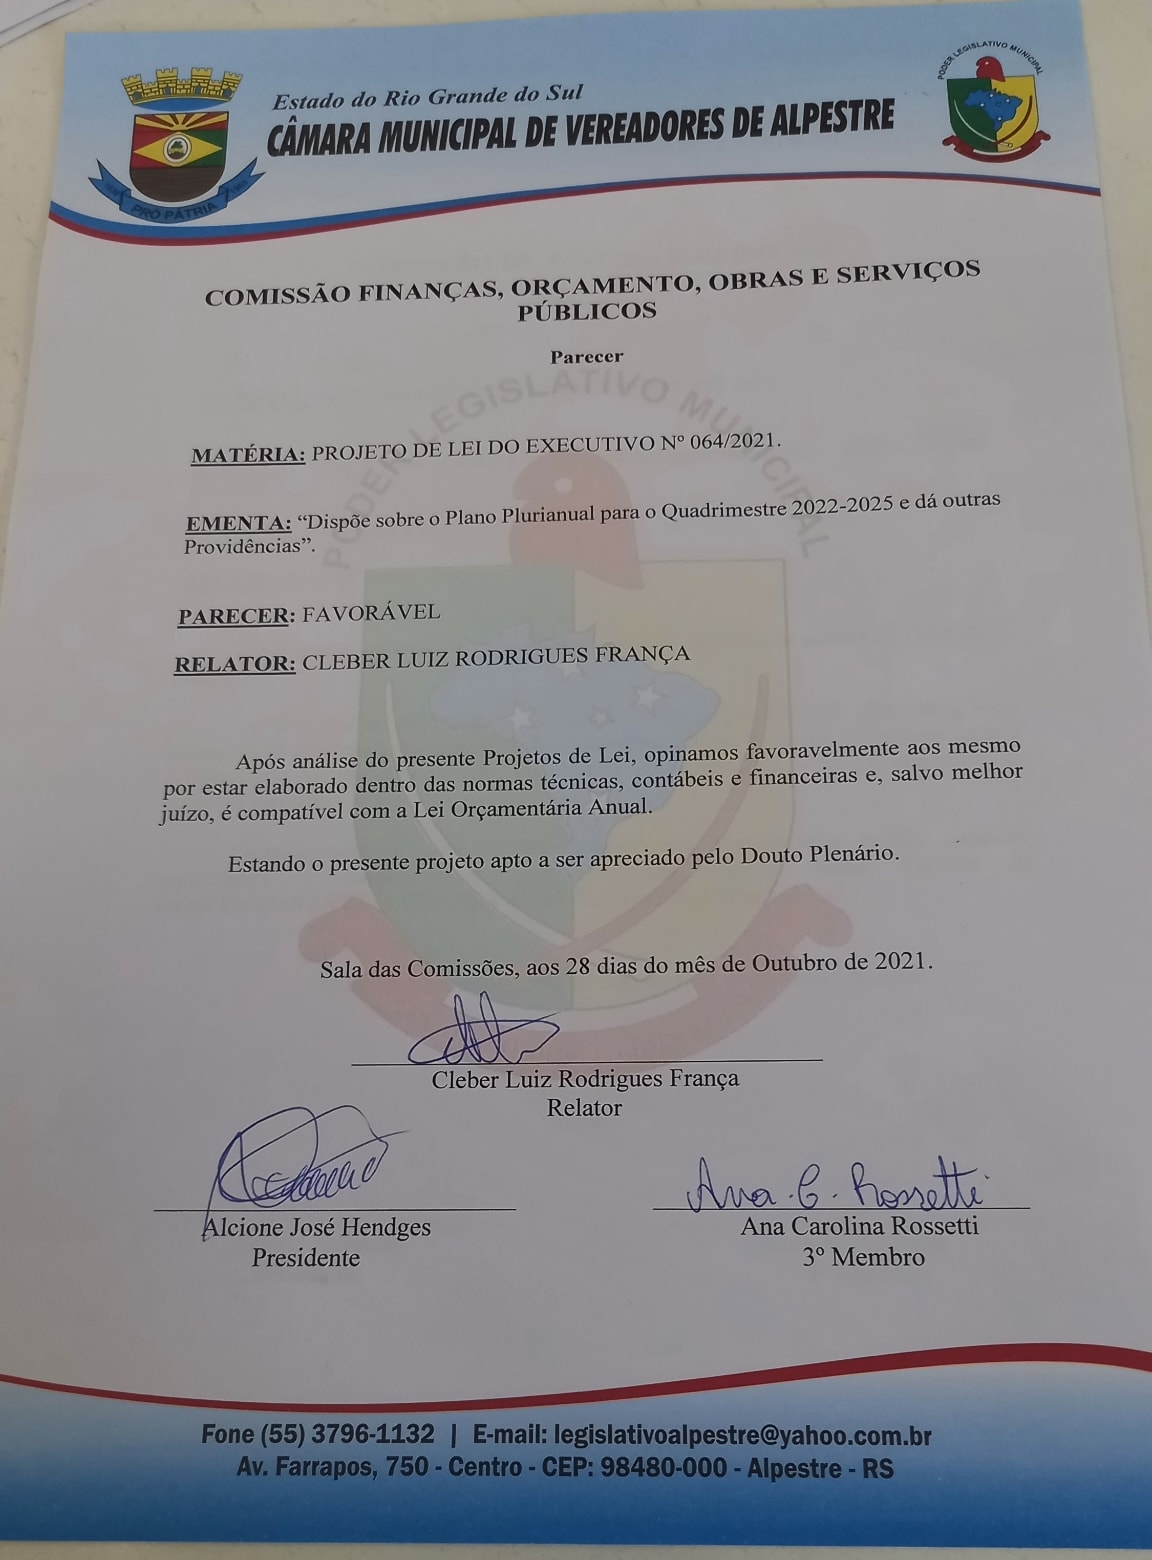 Estado do Rio Grande do Sul
CÂMARA MUNICIPAL DE VEREADORES DE ALPESTRE
PRÓ PÁTRIA
PODER LEGISLATIVO MUNICIPAL
COMISSÃO FINANÇAS, ORÇAMENTO, OBRAS E SERVIÇOS
PÚBLICOS
Parecer
PODER LEGISLATIVO MUNICIPAL
MATÉRIA: PROJETO DE LEI DO EXECUTIVO Nº 064/2021.
EMENTA: “Dispõe sobre o Plano Plurianual para o Quadrimestre 2022-2025 e dá outras
Providências”.
PARECER: FAVORÁVEL
RELATOR: CLEBER LUIZ RODRIGUES FRANÇA
Após análise do presente Projetos de Lei, opinamos favoravelmente aos mesmo
por estar elaborado dentro das normas técnicas, contábeis e financeiras e, salvo melhor
juízo, é compatível com a Lei Orçamentária Anual.
Estando o presente projeto apto a ser apreciado pelo Douto Plenário.
Sala das Comissões, aos 28 dias do mês de Outubro de 2021.
Cleber Luiz Rodrigues França
Relator
Ana C. Rossetti
Alcione José Hendges
Presidente
Ana Carolina Rossetti
3º Membro
Fone (55) 3796-1132 | E-mail: legislativoalpestre@yahoo.com.br
Av. Farrapos, 750 - Centro - CEP: 98480-000 - Alpestre - RS